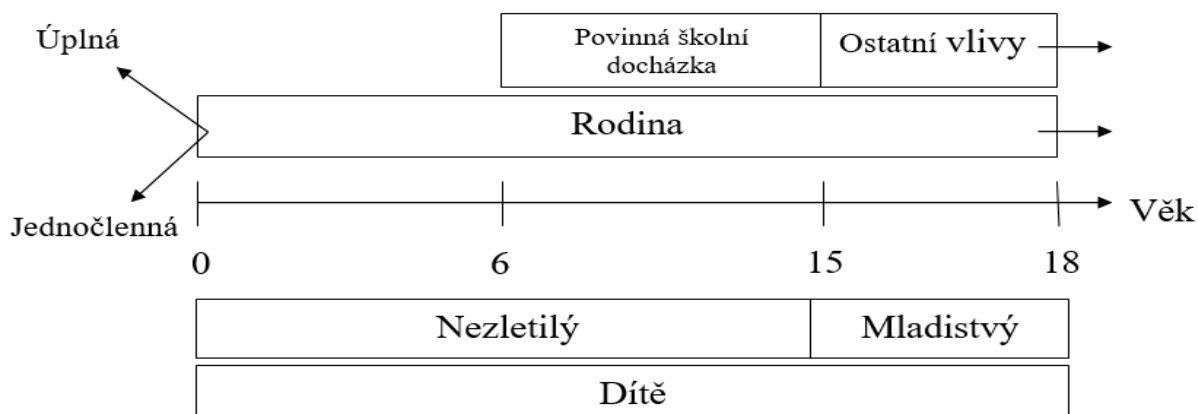 Úplná
Povinná školní
docházka
Ostatní vlivy
Rodina
Jednočlenná
Věk
0 6 15 18
Nezletilý Mladistvý
Dítě